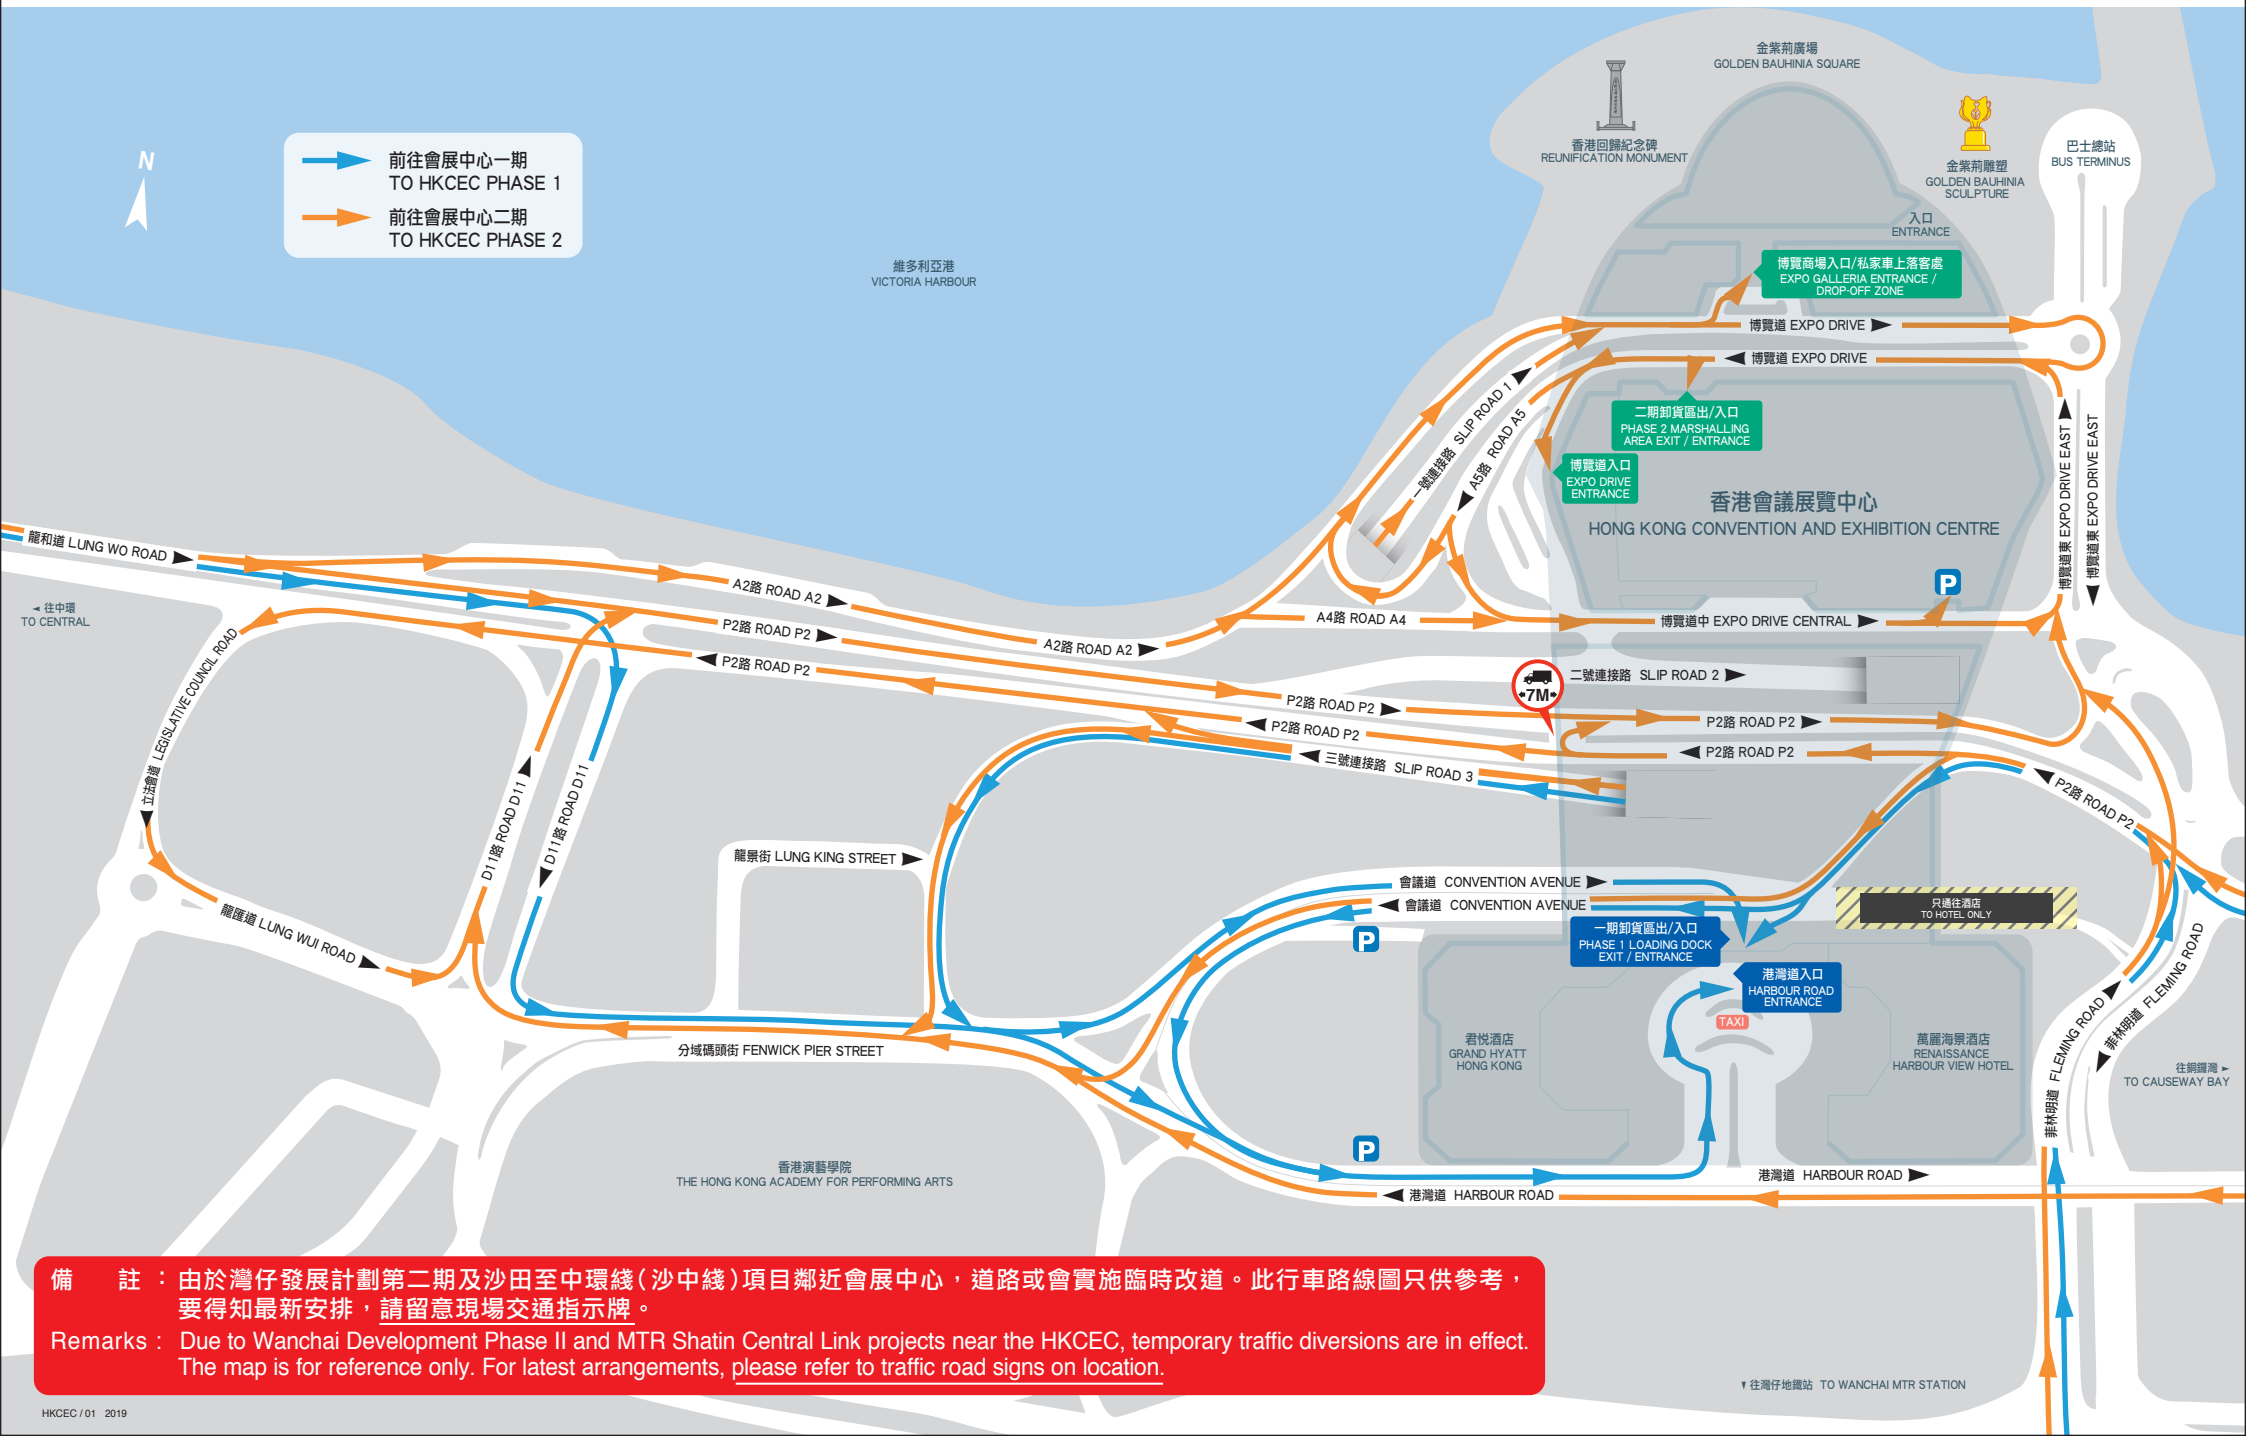 金紫荊廣場
GOLDEN BAUHINIA SQUARE
香港回歸紀念碑
REUNIFICATION MONUMENT
金紫荊雕塑
GOLDEN BAUHINIA
SCULPTURE
巴士總站
BUS TERMINUS
N
前往會展中心一期
TO HKCEC PHASE 1
前往會展中心二期
TO HKCEC PHASE 2
入口
ENTRANCE
維多利亞港
VICTORIA HARBOUR
博覽商場入口/私家車上落客處
EXPO GALLERIA ENTRANCE /
DROP-OFF ZONE
博覽道 EXPO DRIVE
博覽道 EXPO DRIVE
一號連接路 SLIP ROAD 1
A5路 ROAD A5
二期卸貨區出/入口
PHASE 2 MARSHALLING
AREA EXIT / ENTRANCE
博覽道入口
EXPO DRIVE
ENTRANCE
香港會議展覽中心
HONG KONG CONVENTION AND EXHIBITION CENTRE
博覽道東 EXPO DRIVE EAST
博覽道東 EXPO DRIVE EAST
P
龍和道 LUNG WO ROAD
往中環
TO CENTRAL
A2路 ROAD A2
A2路 ROAD A2
A4路 ROAD A4
博覽道中 EXPO DRIVE CENTRAL
P2路 ROAD P2
P2路 ROAD P2
二號連接路 SLIP ROAD 2
7M
P2路 ROAD P2
P2路 ROAD P2
P2路 ROAD P2
P2路 ROAD P2
三號連接路 SLIP ROAD 3
P2路 ROAD P2
立法會道 LEGISLATIVE COUNCIL ROAD
D11路 ROAD D11
D11路 ROAD D11
龍景街 LUNG KING STREET
龍匯道 LUNG WUI ROAD
會議道 CONVENTION AVENUE
會議道 CONVENTION AVENUE
只通往酒店
TO HOTEL ONLY
P
一期卸貨區出/入口
PHASE 1 LOADING DOCK
EXIT / ENTRANCE
港灣道入口
HARBOUR ROAD
ENTRANCE
TAXI
君悅酒店
GRAND HYATT
HONG KONG
萬麗海景酒店
RENAISSANCE
HARBOUR VIEW HOTEL
菲林明道 FLEMING ROAD
菲林明道 FLEMING ROAD
往銅鑼灣
TO CAUSEWAY BAY
分域碼頭街 FENWICK PIER STREET
P
香港演藝學院
THE HONG KONG ACADEMY FOR PERFORMING ARTS
港灣道 HARBOUR ROAD
港灣道 HARBOUR ROAD
備 註：由於灣仔發展計劃第二期及沙田至中環綫(沙中綫)項目鄰近會展中心，道路或會實施臨時改道。此行車路線圖只供參考，
要得知最新安排，請留意現場交通指示牌。
Remarks : Due to Wanchai Development Phase II and MTR Shatin Central Link projects near the HKCEC, temporary traffic diversions are in effect.
The map is for reference only. For latest arrangements, please refer to traffic road signs on location.
往灣仔地鐵站 TO WANCHAI MTR STATION
HKCEC / 01 2019